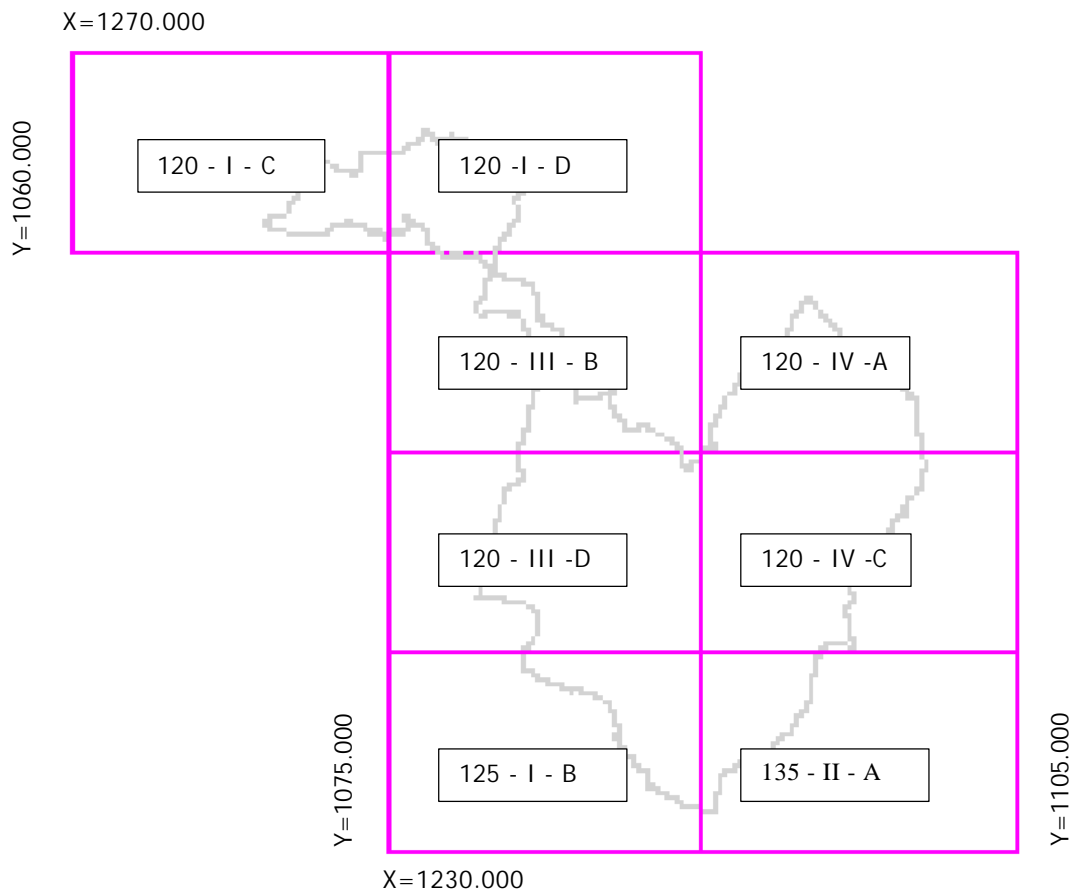 X=1270.000
Y=1060.000
120 - I - C
120 -I - D
120 - III - B
120 - IV -A
120 - III -D
120 - IV -C
Y=1075.000
125 - I - B
135 - II - A
Y=1105.000
X=1230.000